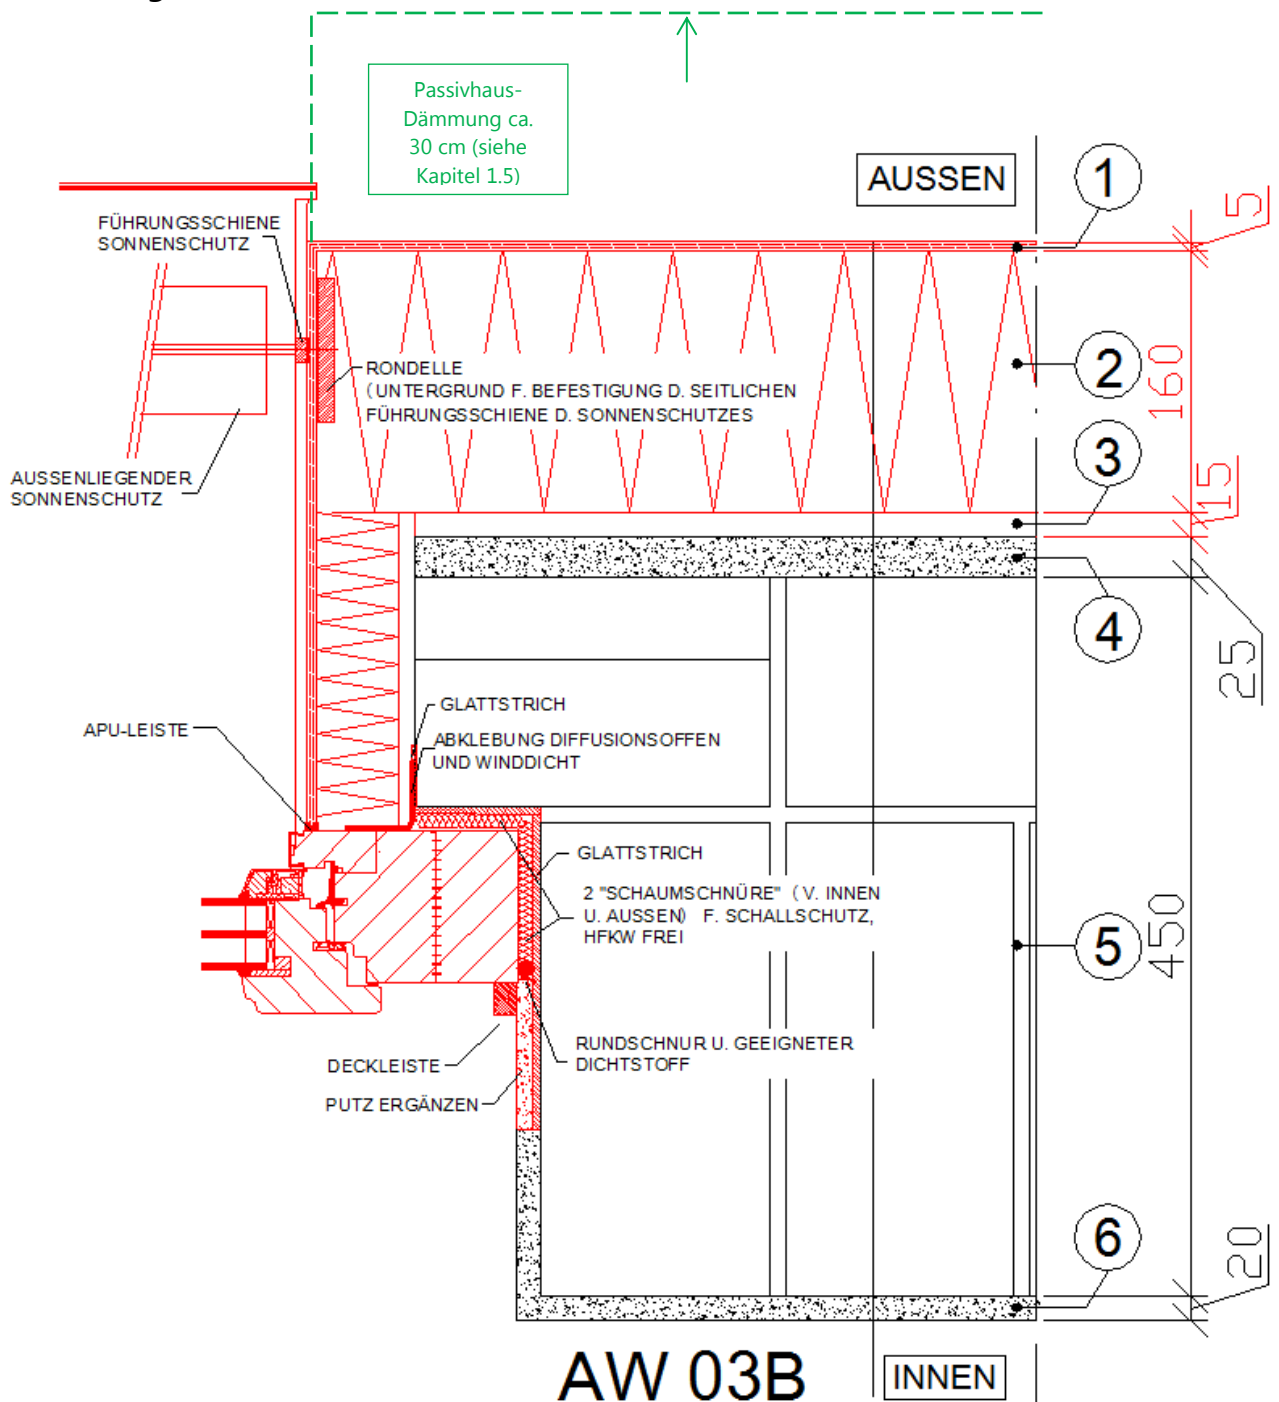 Passivhaus-
Dämmung ca.
30 cm (siehe
Kapitel 1.5)
AUSSEN
1
5
FÜHRUNGSSCHIENE
SONNENSCHUTZ
RONDELLE
(UNTERGRUND F. BEFESTIGUNG D. SEITLICHEN
FÜHRUNGSSCHIENE D. SONNENSCHUTZES
2
160
AUSSENLIEGENDER
SONNENSCHUTZ
3
15
4
25
GLATTSTRICH
APU-LEISTE
ABKLEBUNG DIFFUSIONSOFFEN
UND WINDDICHT
GLATTSTRICH
2 "SCHAUMSCHNÜRE" (V. INNEN
U. AUSSEN) F. SCHALLSCHUTZ,
HFKW FREI
5
450
RUNDSCHNUR U. GEEIGNETER
DICHTSTOFF
DECKLEISTE
PUTZ ERGÄNZEN
6
20
AW 03B
INNEN